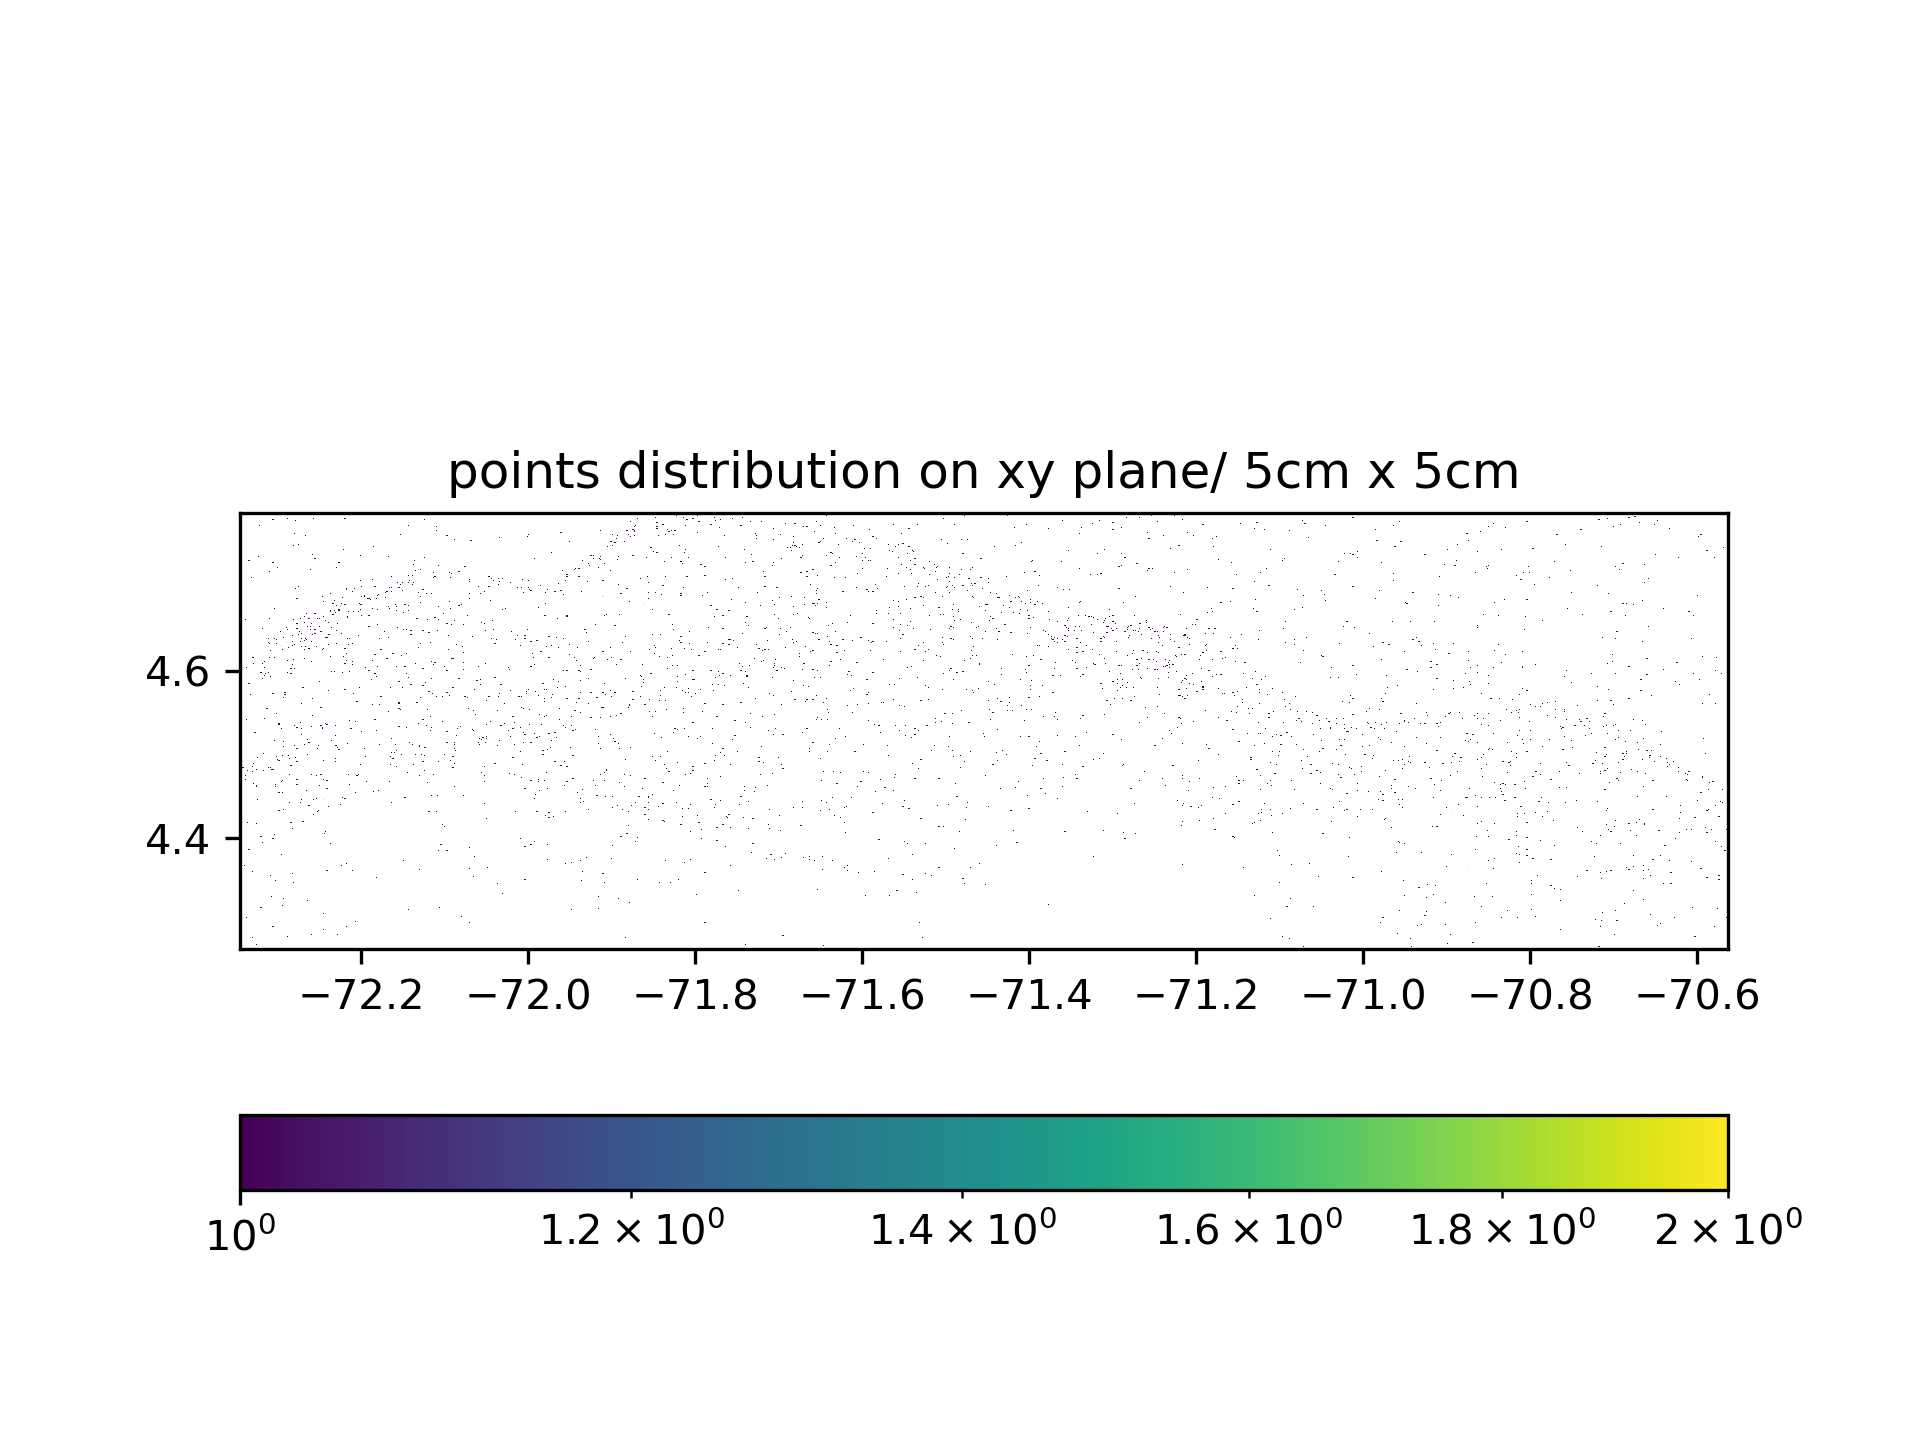 points distribution on xy plane/ 5cm x 5cm
4.6
4.4
−72.2 −72.0 −71.8 −71.6 −71.4 −71.2 −71.0 −70.8 −70.6
10⁰ 1.2 × 10⁰ 1.4 × 10⁰ 1.6 × 10⁰ 1.8 × 10⁰ 2 × 10⁰